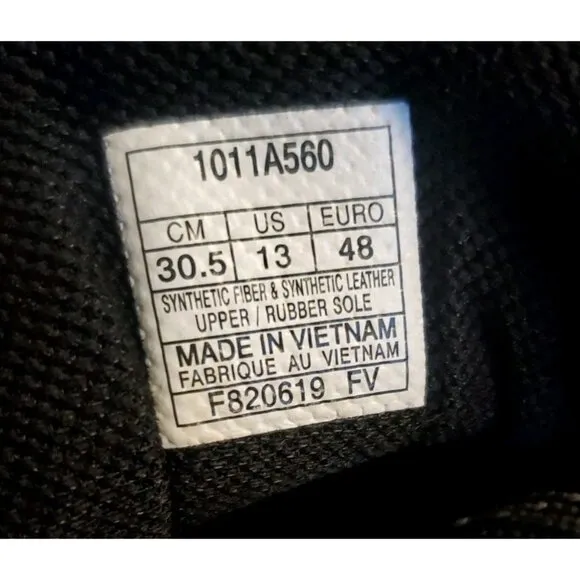 1011A560
CM US EURO
30.5 13 48
SYNTHETIC FIBER & SYNTHETIC LEATHER
UPPER / RUBBER SOLE
MADE IN VIETNAM
FABRIQUE AU VIETNAM
F820619 FV